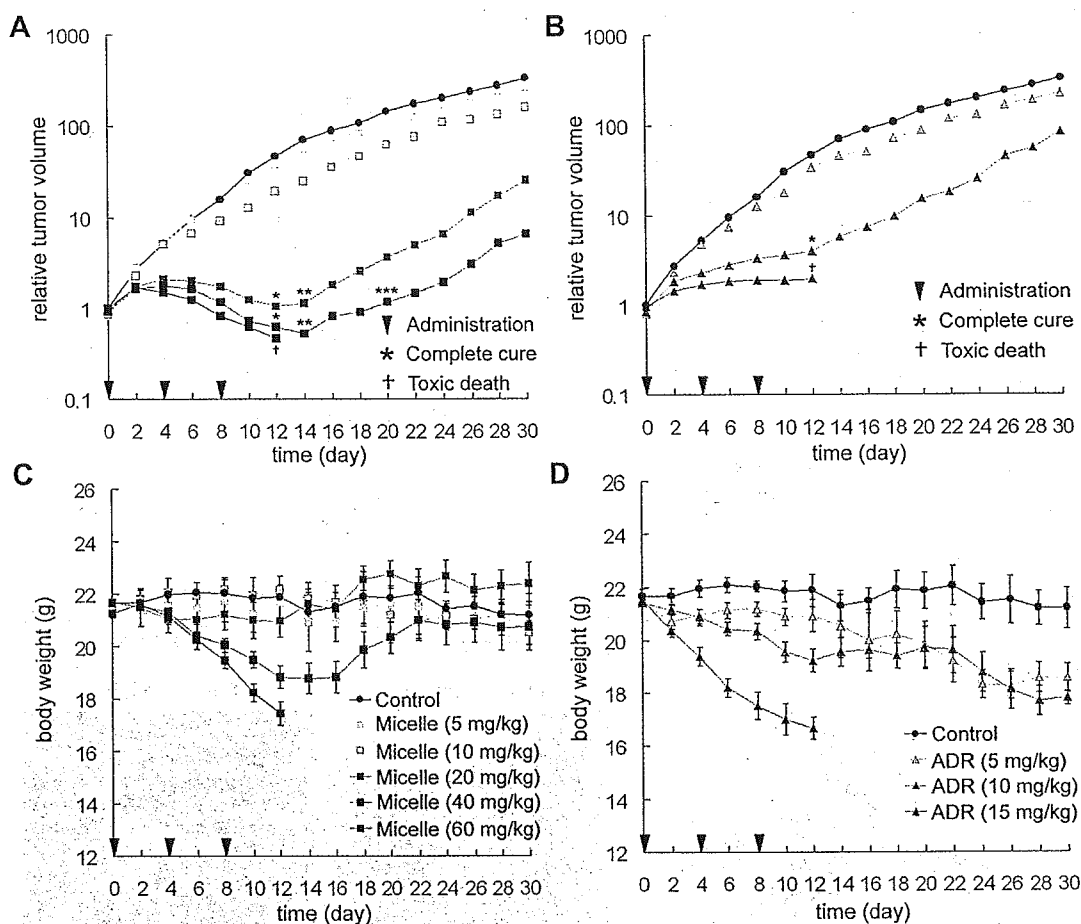 A
1000
100
10
1
0.1
relative tumor volume
*
**
***
*
**
†
▼ Administration
* Complete cure
† Toxic death
0 2 4 6 8 10 12 14 16 18 20 22 24 26 28 30
time (day)
B
1000
100
10
1
0.1
relative tumor volume
*
†
▼ Administration
* Complete cure
† Toxic death
0 2 4 6 8 10 12 14 16 18 20 22 24 26 28 30
time (day)
C
26
24
22
20
18
16
14
12
body weight (g)
Control
Micelle (5 mg/kg)
Micelle (10 mg/kg)
Micelle (20 mg/kg)
Micelle (40 mg/kg)
Micelle (60 mg/kg)
0 2 4 6 8 10 12 14 16 18 20 22 24 26 28 30
time (day)
D
26
24
22
20
18
16
14
12
body weight (g)
Control
ADR (5 mg/kg)
ADR (10 mg/kg)
ADR (15 mg/kg)
0 2 4 6 8 10 12 14 16 18 20 22 24 26 28 30
time (day)